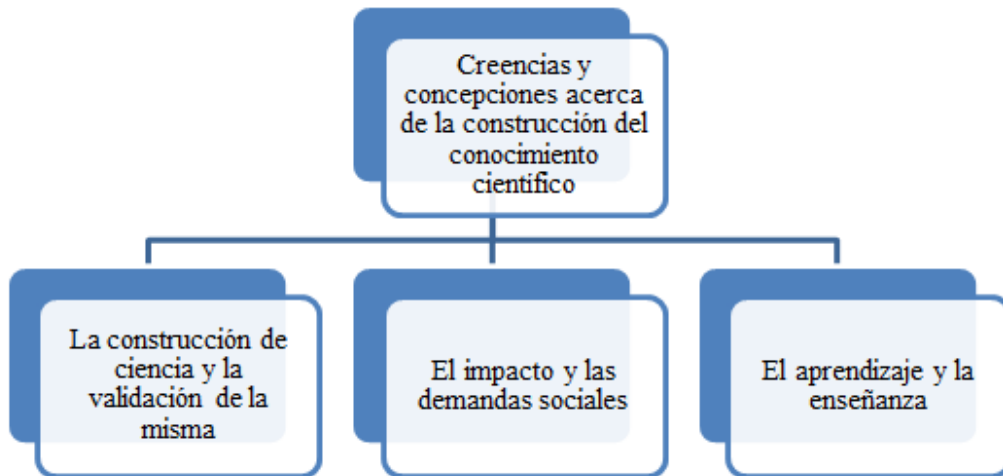 Creencias y
concepciones acerca
de la construcción del
conocimiento
científico
La construcción de
ciencia y la
validación de la
misma
El impacto y las
demandas sociales
El aprendizaje y la
enseñanza